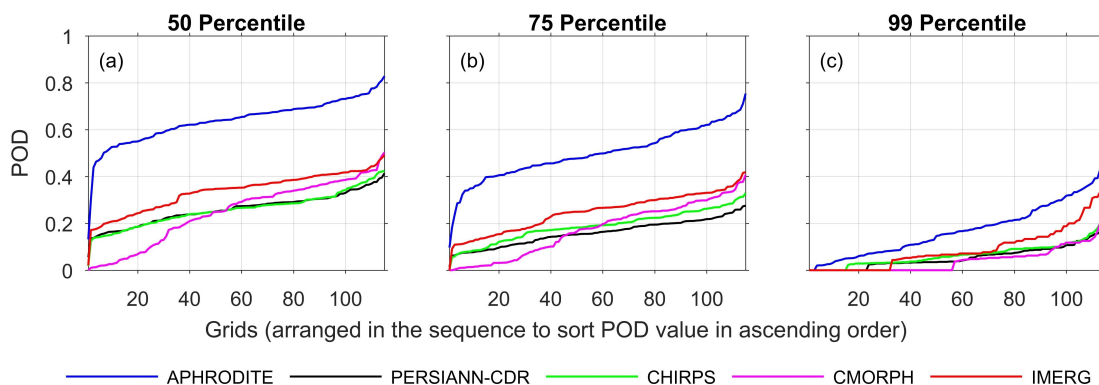 50 Percentile
75 Percentile
99 Percentile
(a)
(b)
(c)
POD
1
0.8
0.6
0.4
0.2
0
20 40 60 80 100
20 40 60 80 100
20 40 60 80 100
Grids (arranged in the sequence to sort POD value in ascending order)
APHRODITE PERSIANN-CDR CHIRPS CMORPH IMERG